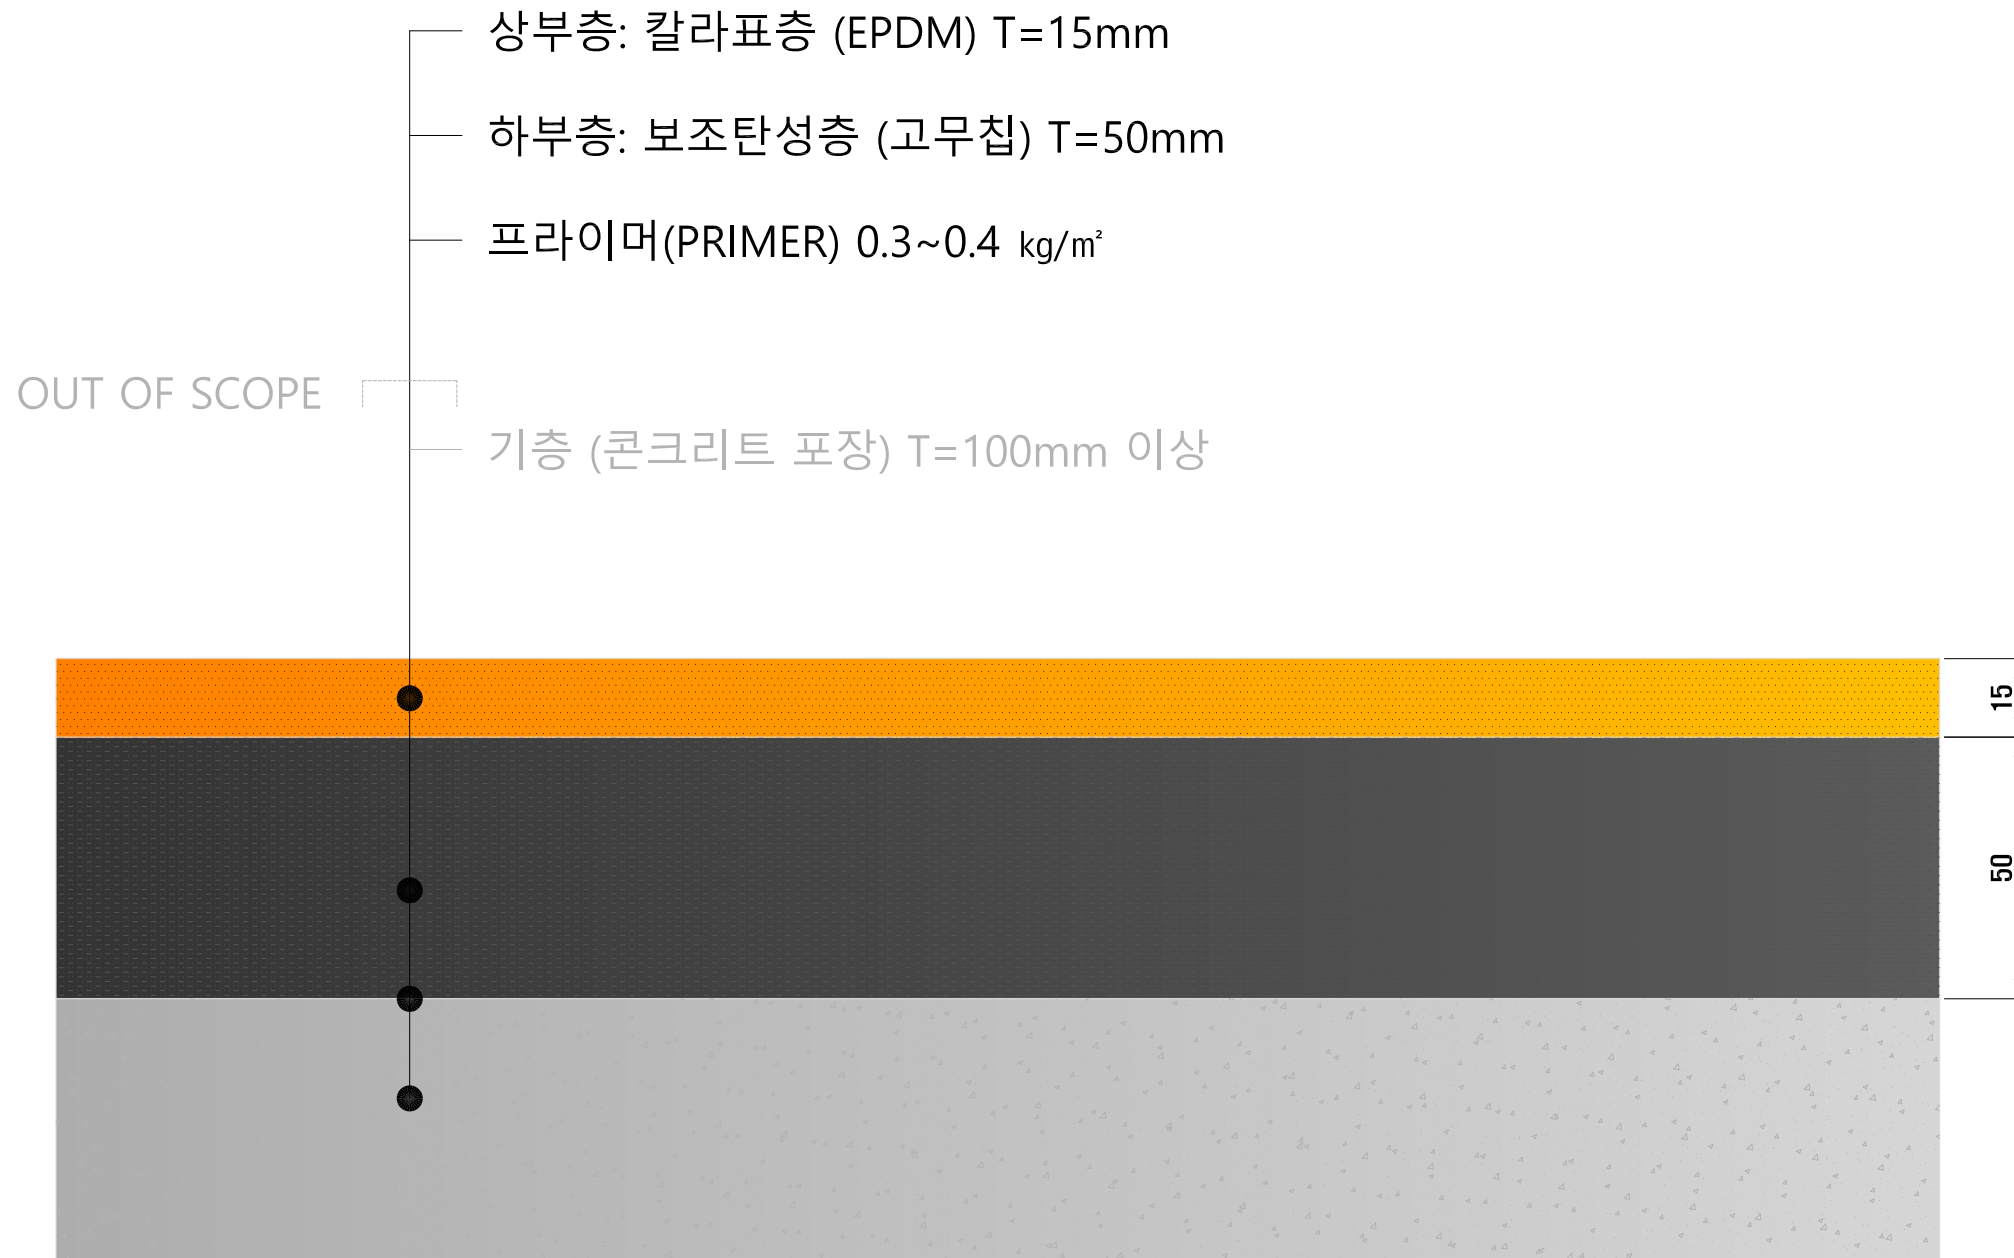 상부층: 칼라표층 (EPDM) T=15mm
하부층: 보조탄성층 (고무칩) T=50mm
프라이머(PRIMER) 0.3~0.4 kg/㎡
OUT OF SCOPE
기층 (콘크리트 포장) T=100mm 이상
15
50